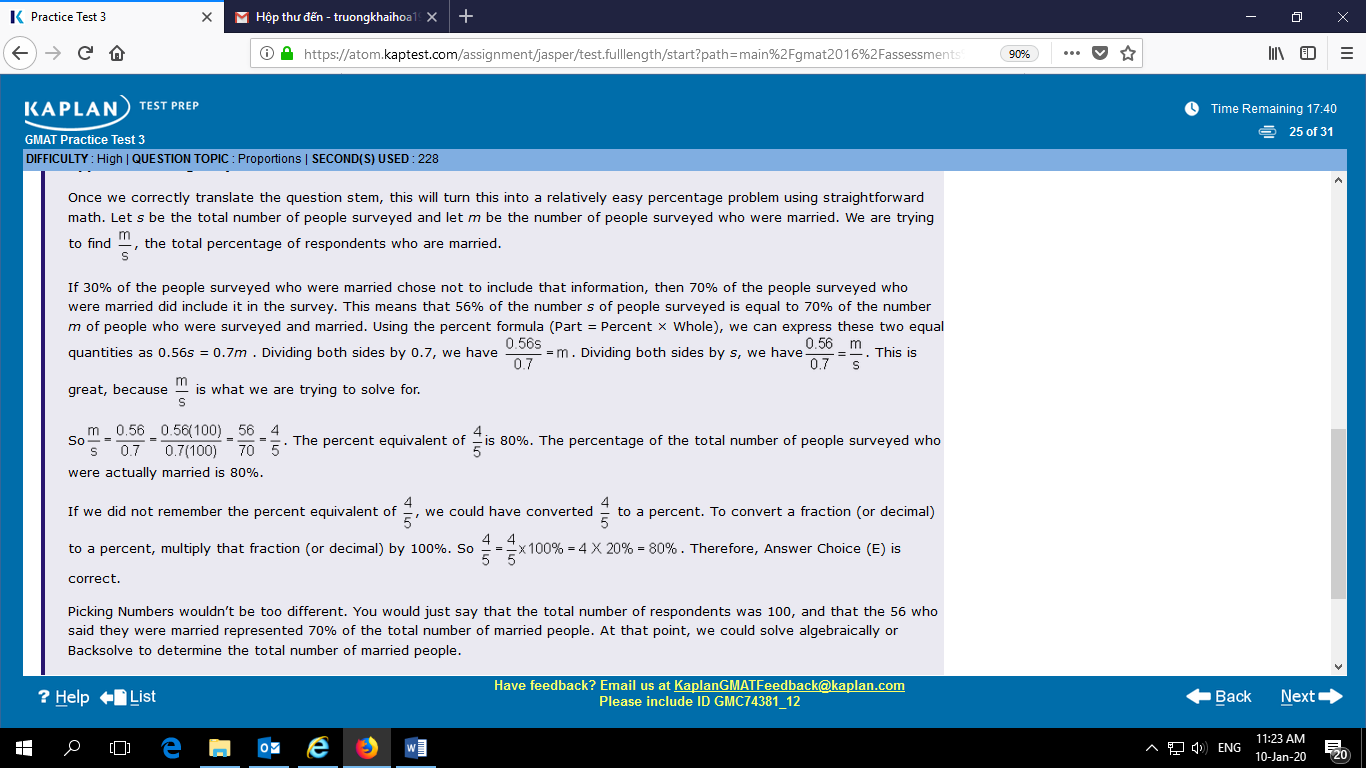 Practice Test 3
Hộp thư đến - truongkhaihoa1
https://atom.kaptest.com/assignment/jasper/test.fulllength/start?path=main%2Fgmat2016%2Fassessments
90%
KAPLAN TEST PREP
Time Remaining 17:40
GMAT Practice Test 3
25 of 31
DIFFICULTY : High | QUESTION TOPIC : Proportions | SECOND(S) USED : 228
Once we correctly translate the question stem, this will turn this into a relatively easy percentage problem using straightforward
math. Let s be the total number of people surveyed and let m be the number of people surveyed who were married. We are trying
to find m/s, the total percentage of respondents who are married.
If 30% of the people surveyed who were married chose not to include that information, then 70% of the people surveyed who
were married did include it in the survey. This means that 56% of the number s of people surveyed is equal to 70% of the number
m of people who were surveyed and married. Using the percent formula (Part = Percent × Whole), we can express these two equal
quantities as 0.56s = 0.7m . Dividing both sides by 0.7, we have 0.56s/0.7 = m . Dividing both sides by s, we have 0.56/0.7 = m/s . This is
great, because m/s is what we are trying to solve for.
So m/s = 0.56/0.7 = 0.56(100)/0.7(100) = 56/70 = 4/5 . The percent equivalent of 4/5 is 80%. The percentage of the total number of people surveyed who
were actually married is 80%.
If we did not remember the percent equivalent of 4/5, we could have converted 4/5 to a percent. To convert a fraction (or decimal)
to a percent, multiply that fraction (or decimal) by 100%. So 4/5 = 4/5 x 100% = 4 X 20% = 80% . Therefore, Answer Choice (E) is
correct.
Picking Numbers wouldn't be too different. You would just say that the total number of respondents was 100, and that the 56 who
said they were married represented 70% of the total number of married people. At that point, we could solve algebraically or
Backsolve to determine the total number of married people.
? Help List
Have feedback? Email us at KaplanGMATFeedback@kaplan.com
Please include ID GMC74381_12
Back Next
ENG
11:23 AM
10-Jan-20
20